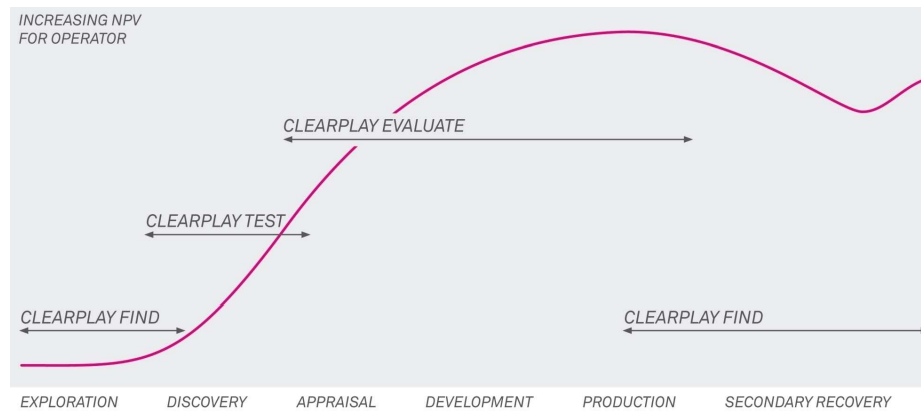 INCREASING NPV
FOR OPERATOR
CLEARPLAY EVALUATE
CLEARPLAY TEST
CLEARPLAY FIND
CLEARPLAY FIND
EXPLORATION
DISCOVERY
APPRAISAL
DEVELOPMENT
PRODUCTION
SECONDARY RECOVERY